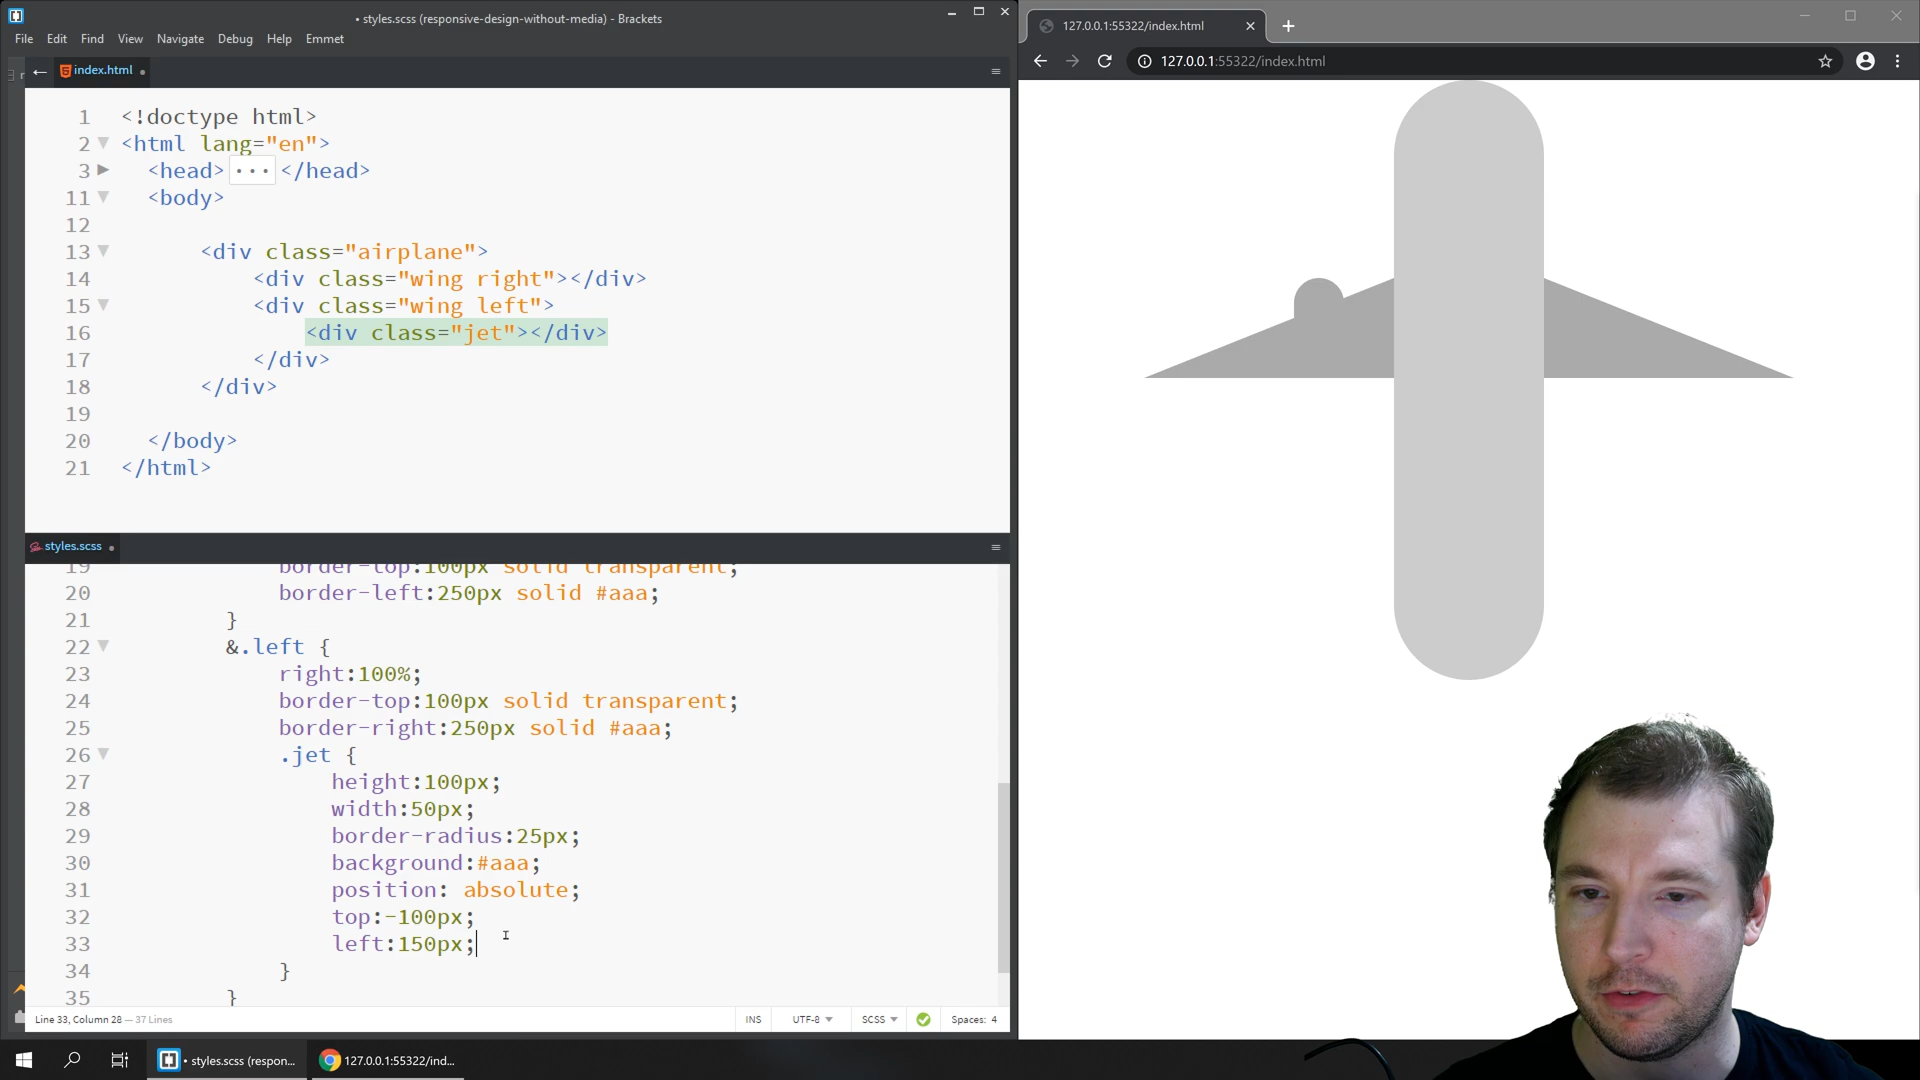 • styles.scss (responsive-design-without-media) - Brackets
File Edit Find View Navigate Debug Help Emmet
index.html
1 <!doctype html>
2 <html lang="en">
3 <head> ... </head>
11 <body>
12
13 <div class="airplane">
14 <div class="wing right"></div>
15 <div class="wing left">
16 <div class="jet"></div>
17 </div>
18 </div>
19
20 </body>
21 </html>
styles.scss
19 border-top:100px solid transparent;
20 border-left:250px solid #aaa;
21 }
22 &.left {
23 right:100%;
24 border-top:100px solid transparent;
25 border-right:250px solid #aaa;
26 .jet {
27 height:100px;
28 width:50px;
29 border-radius:25px;
30 background:#aaa;
31 position: absolute;
32 top:-100px;
33 left:150px;
34 }
35 }
Line 33, Column 28 — 37 Lines
INS UTF-8 SCSS Spaces: 4
127.0.0.1:55322/index.html
127.0.0.1:55322/index.html
• styles.scss (respon...
127.0.0.1:55322/ind...